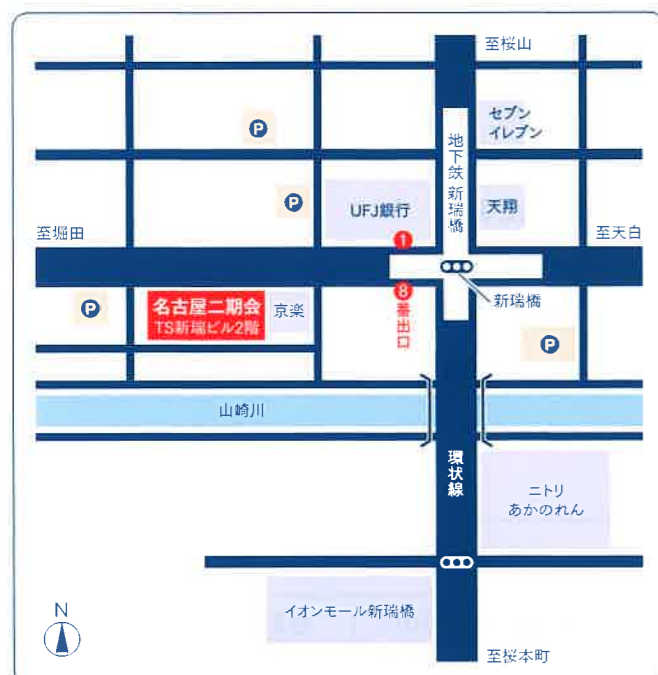 至桜山
セブン
イレブン
P
地下鉄 新瑞橋
P
UFJ銀行
天翔
至堀田
1
至天白
8
番出口
新瑞橋
P
名古屋二期会
TS新瑞ビル2階
京楽
P
山崎川
環状線
ニトリ
あかのれん
イオンモール新瑞橋
N
至桜本町